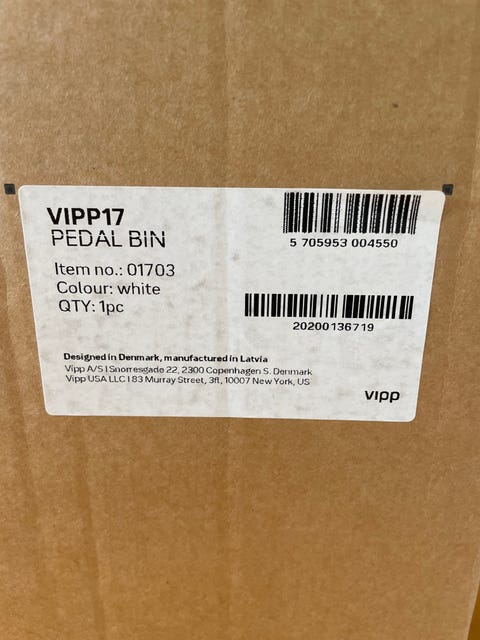 VIPP17
PEDAL BIN
Item no.: 01703
Colour: white
QTY: 1pc
5 705953 004550
20200136719
Designed in Denmark, manufactured in Latvia
Vipp A/S I Snorresgade 22, 2300 Copenhagen S. Denmark
Vipp USA LLC I 83 Murray Street, 3ft, 10007 New York, US
vipp